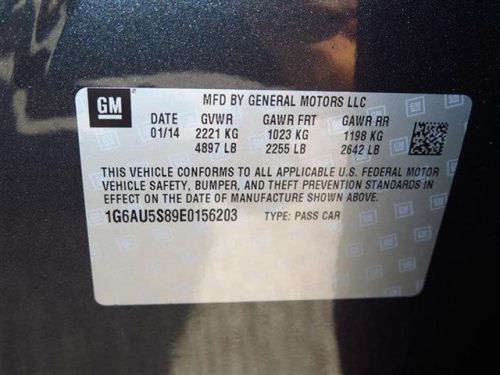 GM
MFD BY GENERAL MOTORS LLC
DATE GVWR GAWR FRT GAWR RR
01/14 2221 KG 1023 KG 1198 KG
4897 LB 2255 LB 2642 LB
THIS VEHICLE CONFORMS TO ALL APPLICABLE U.S. FEDERAL MOTOR
VEHICLE SAFETY, BUMPER, AND THEFT PREVENTION STANDARDS IN
EFFECT ON THE DATE OF MANUFACTURE SHOWN ABOVE.
1G6AU5S89E0156203 TYPE: PASS CAR